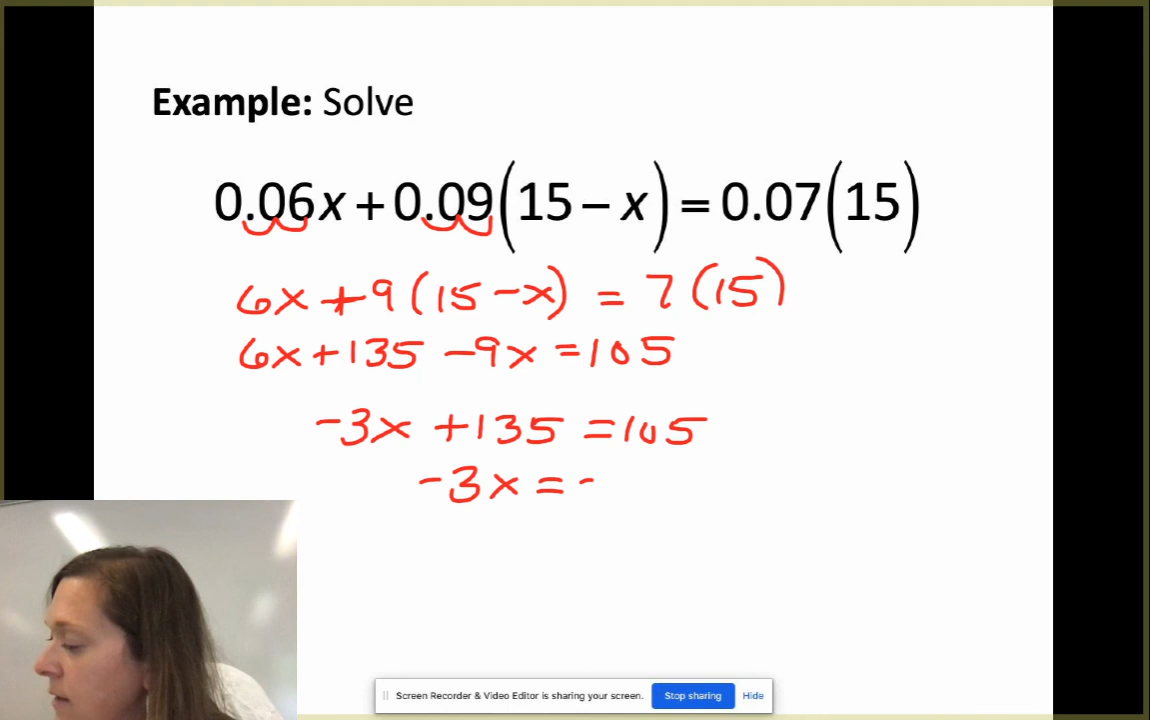 Example: Solve
0.06x + 0.09(15 – x) = 0.07(15)
6x + 9(15 - x) = 7(15)
6x + 135 - 9x = 105
-3x + 135 = 105
-3x = -
Screen Recorder & Video Editor is sharing your screen. Stop sharing Hide